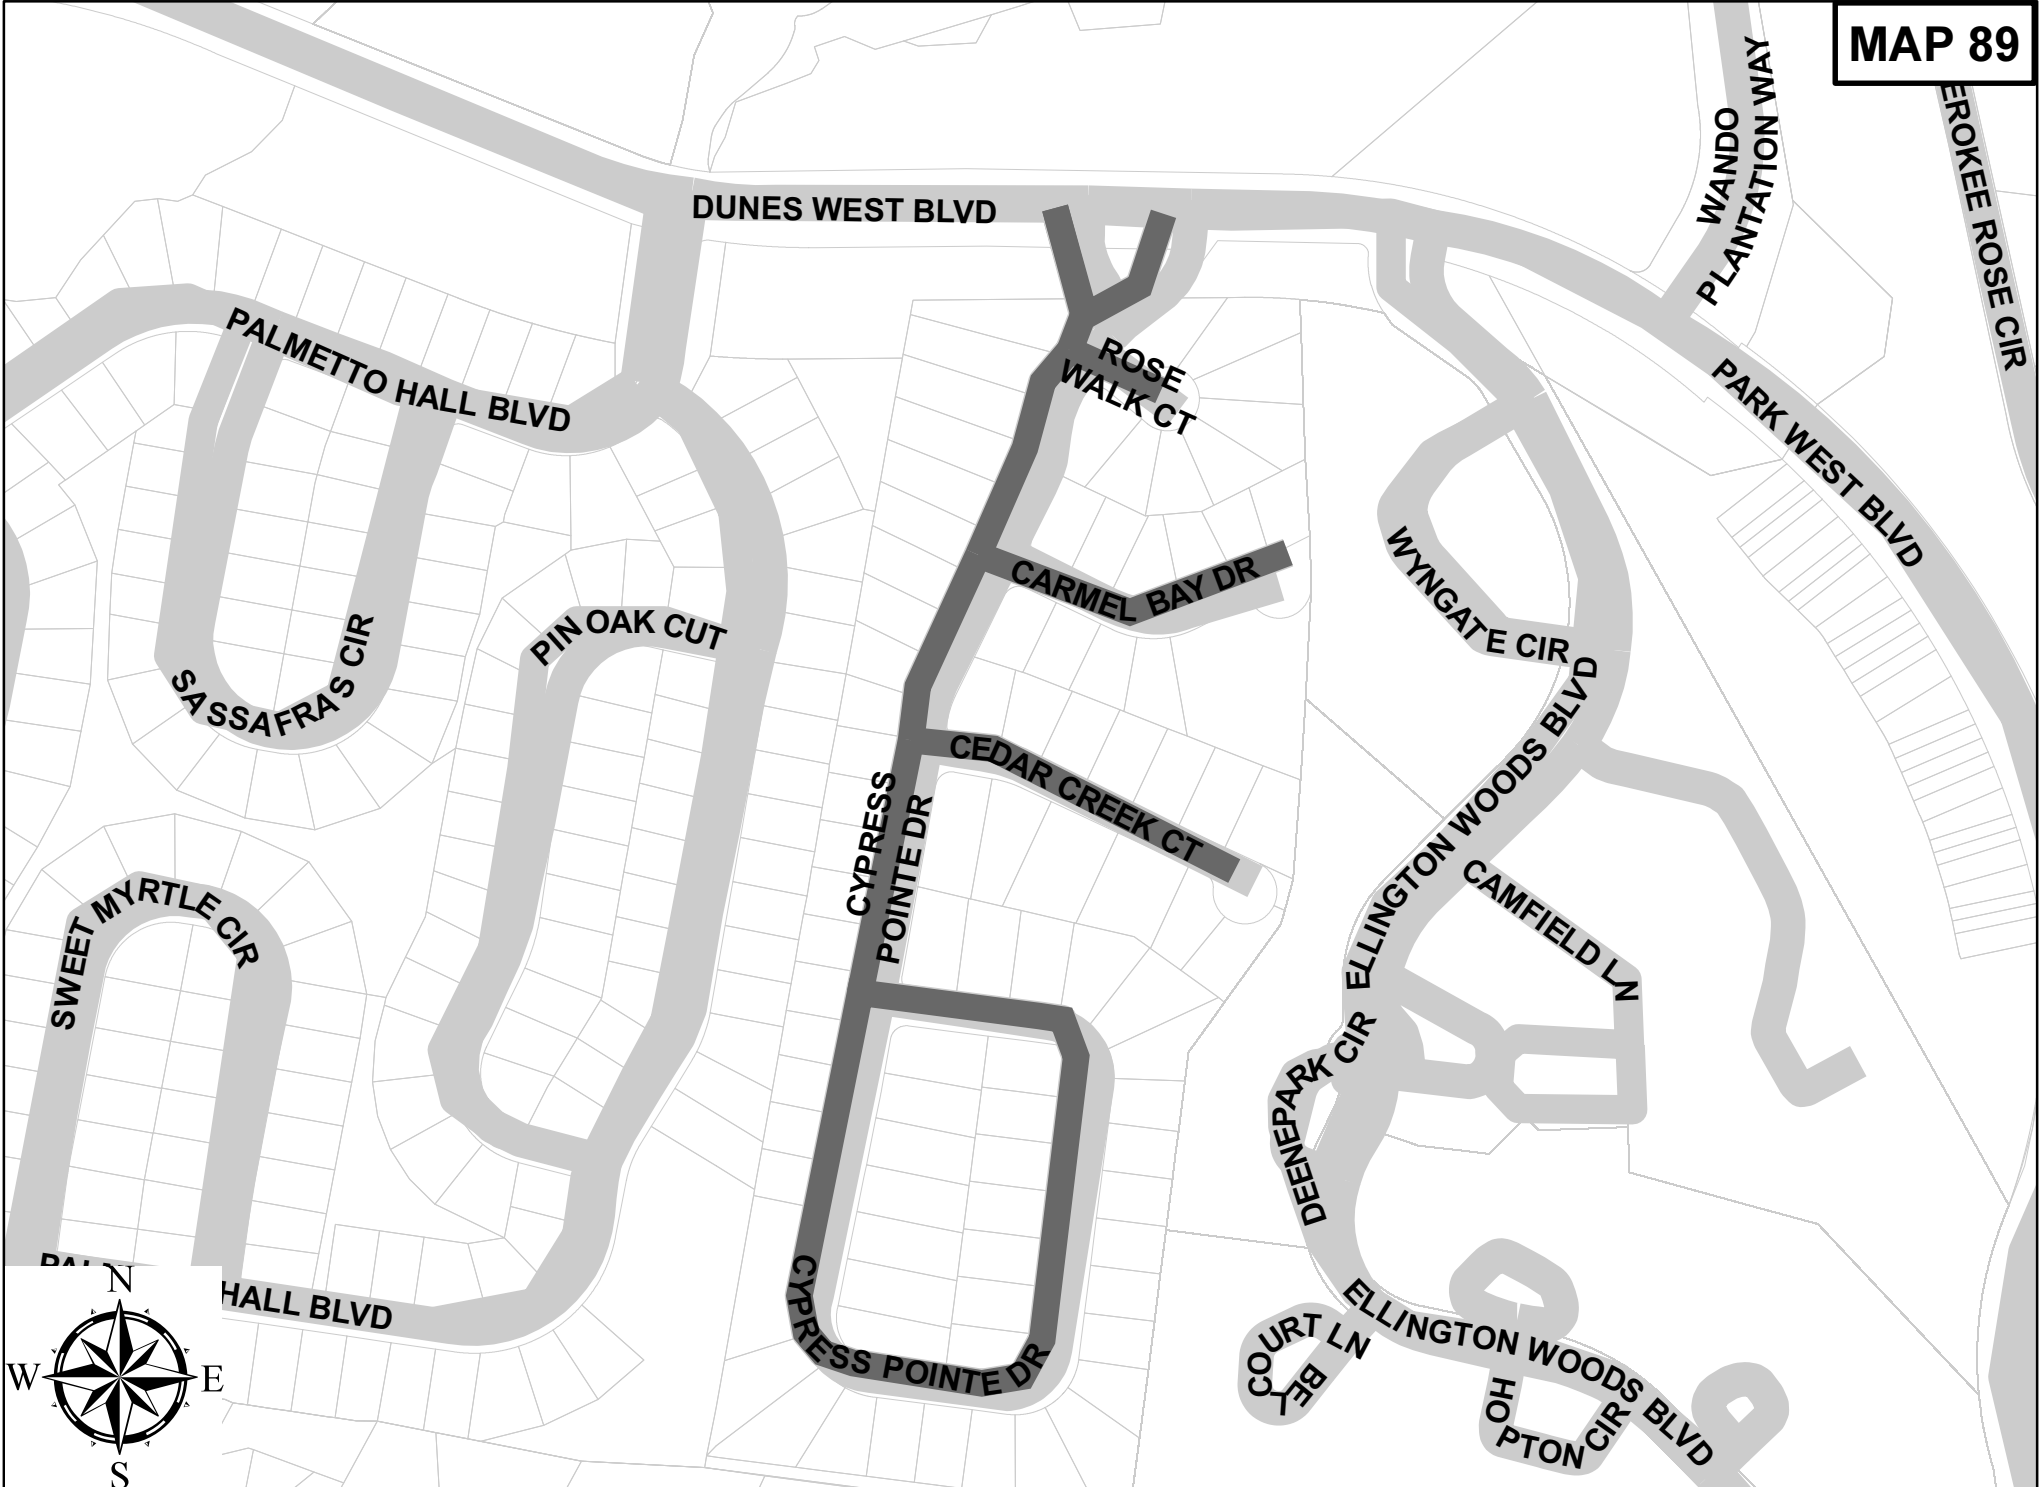 MAP 89
WANDO
PLANTATION WAY
EROKEE ROSE CIR
DUNES WEST BLVD
PALMETTO HALL BLVD
ROSE
WALK CT
PARK WEST BLVD
WYNGATE CIR
CARMEL BAY DR
PIN OAK CUT
SASSAFRAS CIR
CEDAR CREEK CT
CYPRESS
POINTE DR
ELLINGTON WOODS BLVD
CAMFIELD LN
SWEET MYRTLE CIR
DEENEPARK CIR
HALL BLVD
CYPRESS POINTE DR
ELLINGTON WOODS BLVD
BELCOURT LN
HOPTON CIR
N
W E
S